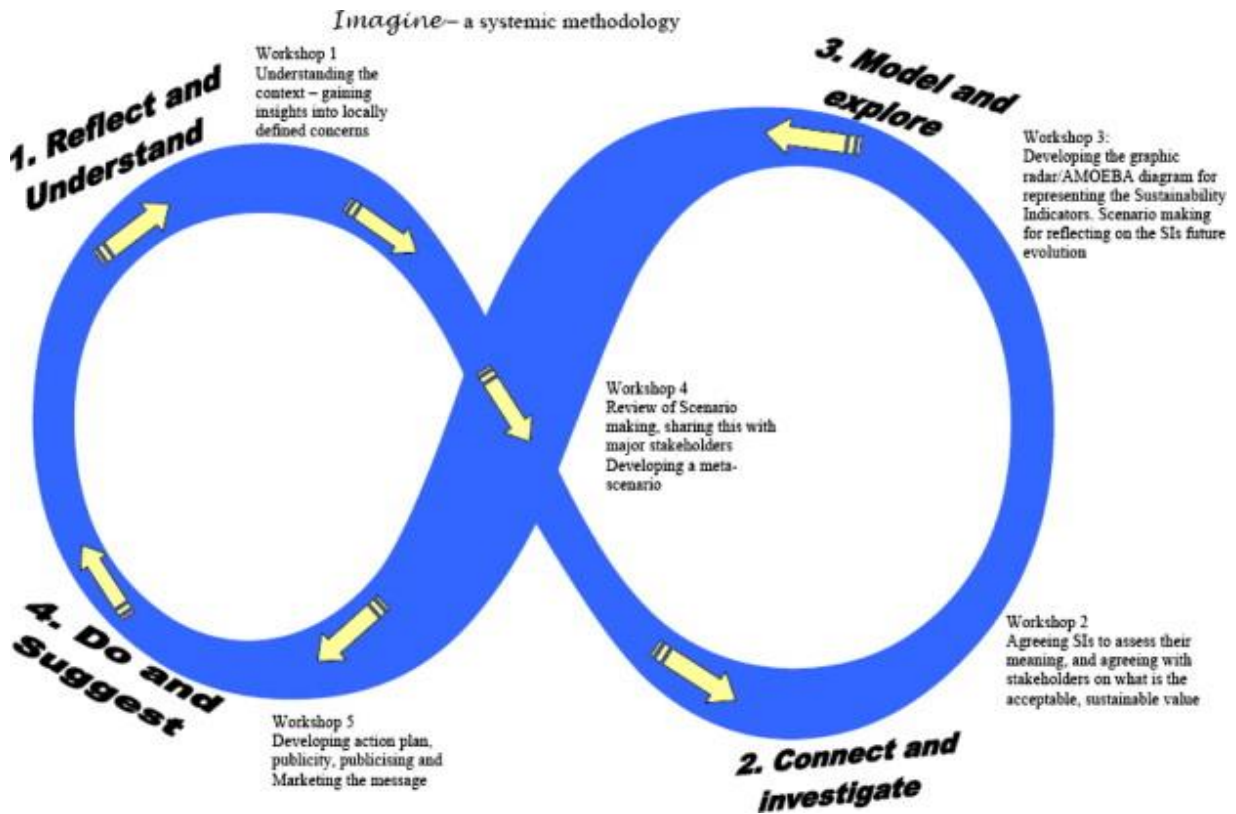 Imagine– a systemic methodology
1. Reflect and
Understand
Workshop 1
Understanding the
context – gaining
insights into locally
defined concerns
3. Model and
explore
Workshop 3:
Developing the graphic
radar/AMOEBA diagram for
representing the Sustainability
Indicators. Scenario making
for reflecting on the SIs future
evolution
Workshop 4
Review of Scenario
making, sharing this with
major stakeholders
Developing a meta-
scenario
4. Do and
Suggest
Workshop 5
Developing action plan,
publicity, publicising and
Marketing the message
Workshop 2
Agreeing SIs to assess their
meaning, and agreeing with
stakeholders on what is the
acceptable, sustainable value
2. Connect and
investigate